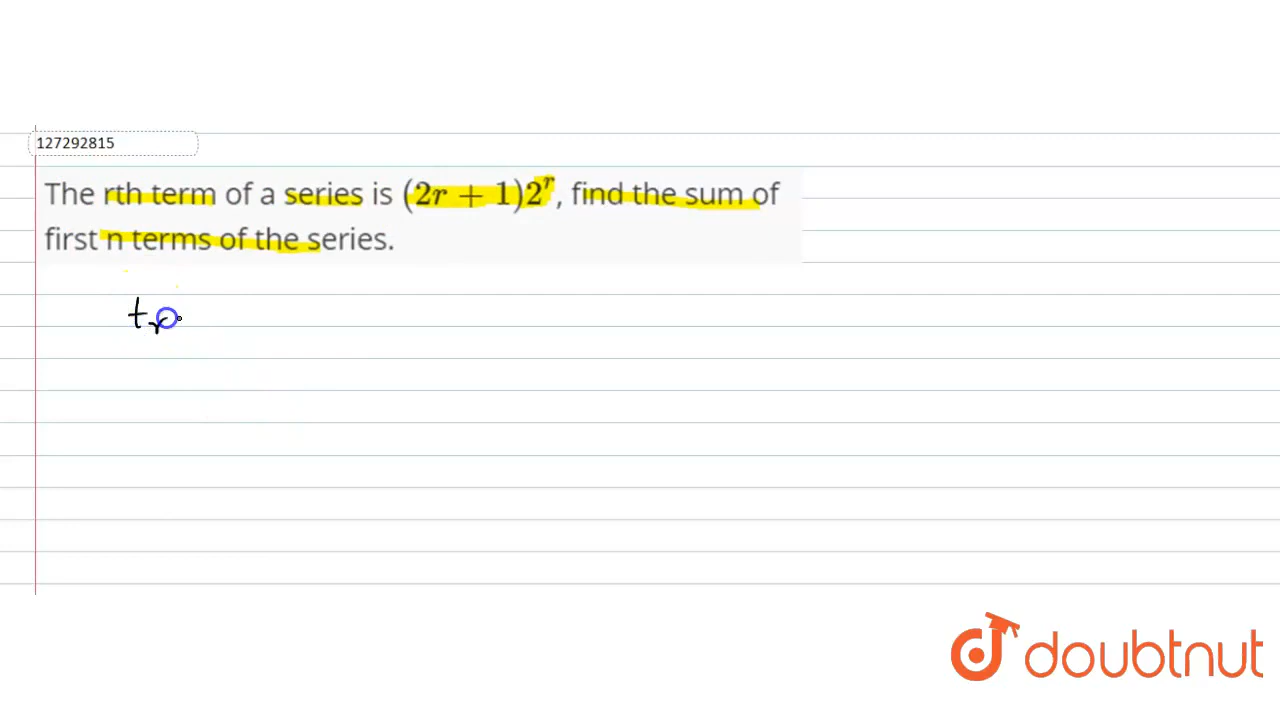 127292815
The rth term of a series is (2r + 1)2^r, find the sum of
first n terms of the series.
t_r
doubtnut